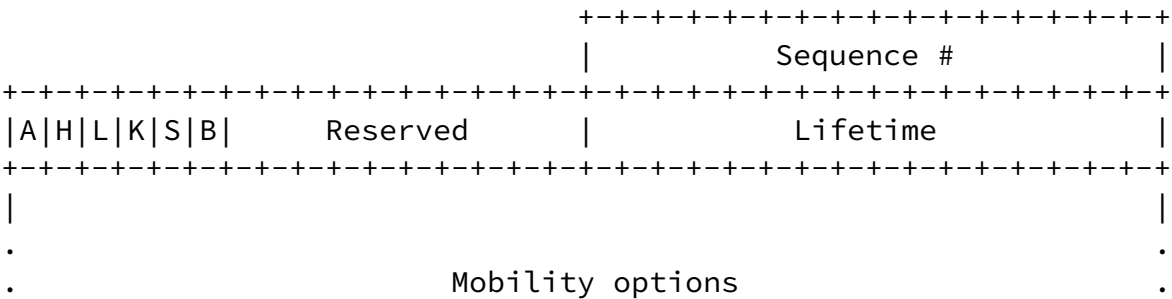 +-+-+-+-+-+-+-+-+-+-+-+-+-+-+-+-+
                                |          Sequence #           |
+-+-+-+-+-+-+-+-+-+-+-+-+-+-+-+-+-+-+-+-+-+-+-+-+-+-+-+-+-+-+-+-+
|A|H|L|K|S|B|     Reserved      |           Lifetime            |
+-+-+-+-+-+-+-+-+-+-+-+-+-+-+-+-+-+-+-+-+-+-+-+-+-+-+-+-+-+-+-+-+
|                                                               |
.                                                               .
.                        Mobility options                       .